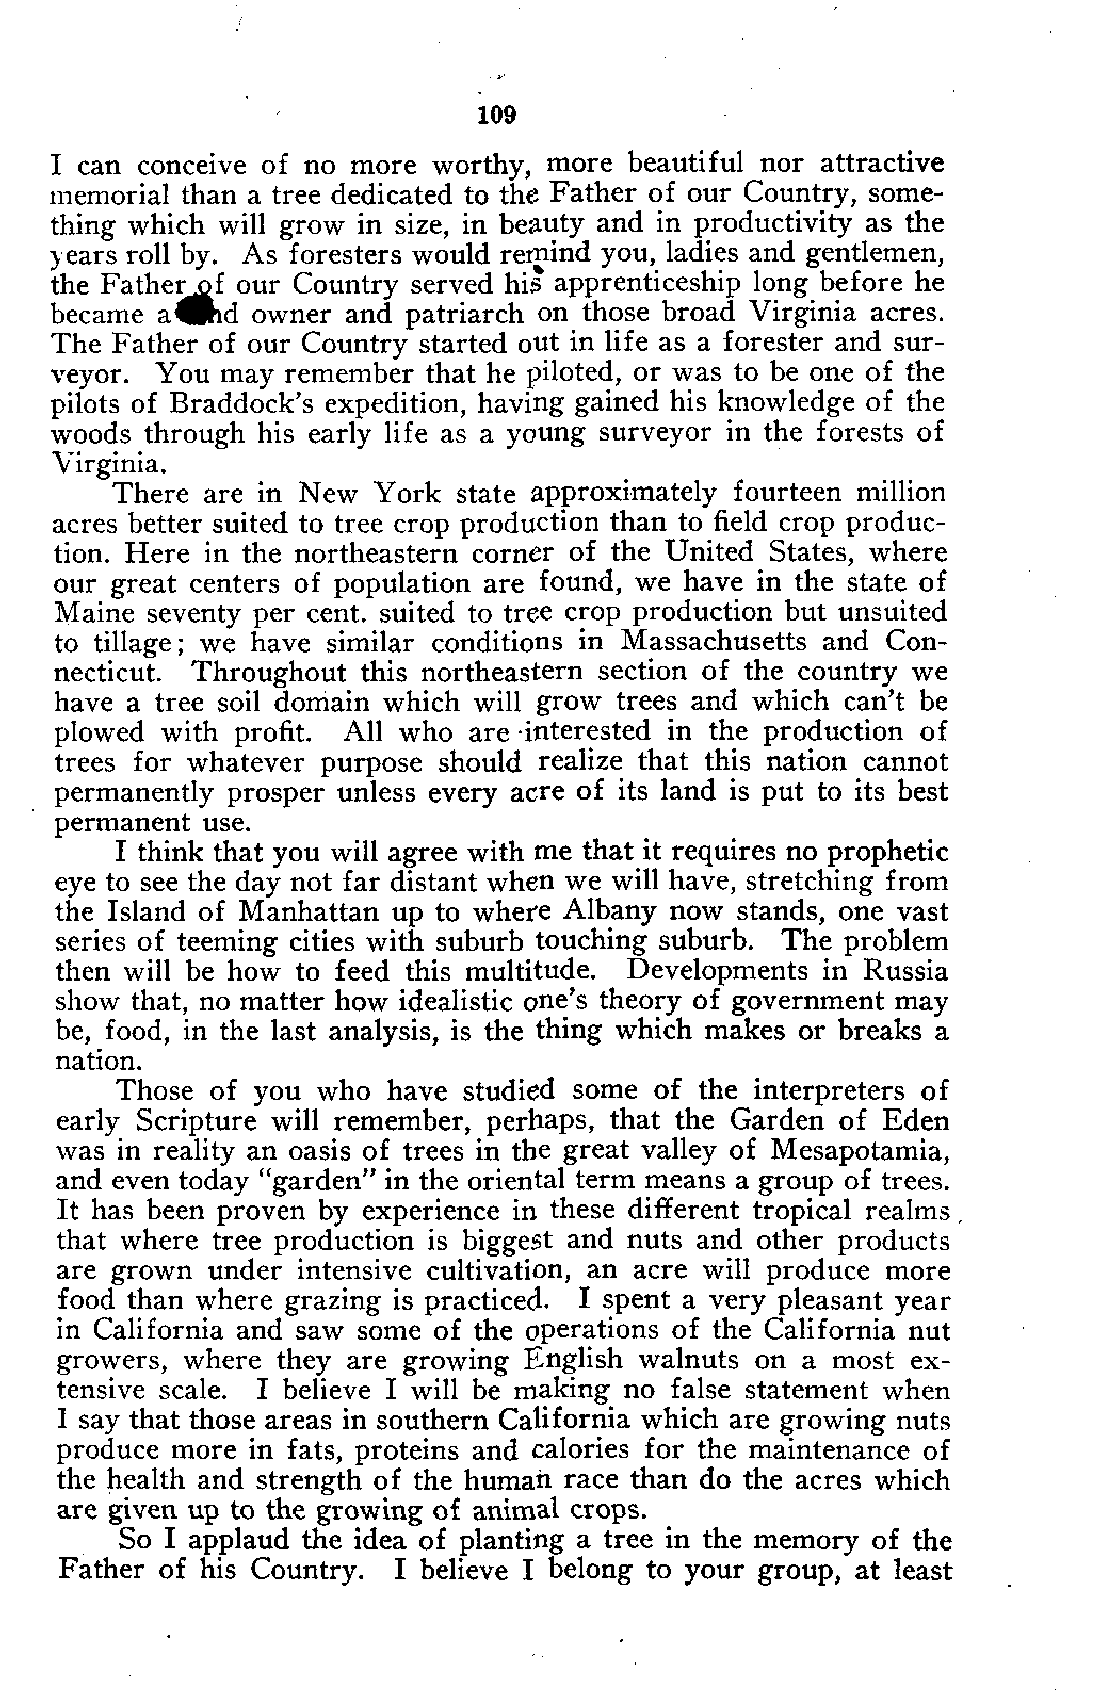 109
I can conceive of no more worthy, more beautiful nor attractive
memorial than a tree dedicated to the Father of our Country, some-
thing which will grow in size, in beauty and in productivity as the
years roll by. As foresters would remind you, ladies and gentlemen,
the Father of our Country served his apprenticeship long before he
became a owner and patriarch on those broad Virginia acres.
The Father of our Country started out in life as a forester and sur-
veyor. You may remember that he piloted, or was to be one of the
pilots of Braddock's expedition, having gained his knowledge of the
woods through his early life as a young surveyor in the forests of
Virginia.
There are in New York state approximately fourteen million
acres better suited to tree crop production than to field crop produc-
tion. Here in the northeastern corner of the United States, where
our great centers of population are found, we have in the state of
Maine seventy per cent. suited to tree crop production but unsuited
to tillage; we have similar conditions in Massachusetts and Con-
necticut. Throughout this northeastern section of the country we
have a tree soil domain which will grow trees and which can't be
plowed with profit. All who are interested in the production of
trees for whatever purpose should realize that this nation cannot
permanently prosper unless every acre of its land is put to its best
permanent use.
I think that you will agree with me that it requires no prophetic
eye to see the day not far distant when we will have, stretching from
the Island of Manhattan up to where Albany now stands, one vast
series of teeming cities with suburb touching suburb. The problem
then will be how to feed this multitude. Developments in Russia
show that, no matter how idealistic one's theory of government may
be, food, in the last analysis, is the thing which makes or breaks a
nation.
Those of you who have studied some of the interpreters of
early Scripture will remember, perhaps, that the Garden of Eden
was in reality an oasis of trees in the great valley of Mesapotamia,
and even today "garden" in the oriental term means a group of trees.
It has been proven by experience in these different tropical realms
that where tree production is biggest and nuts and other products
are grown under intensive cultivation, an acre will produce more
food than where grazing is practiced. I spent a very pleasant year
in California and saw some of the operations of the California nut
growers, where they are growing English walnuts on a most ex-
tensive scale. I believe I will be making no false statement when
I say that those areas in southern California which are growing nuts
produce more in fats, proteins and calories for the maintenance of
the health and strength of the human race than do the acres which
are given up to the growing of animal crops.
So I applaud the idea of planting a tree in the memory of the
Father of his Country. I believe I belong to your group, at least